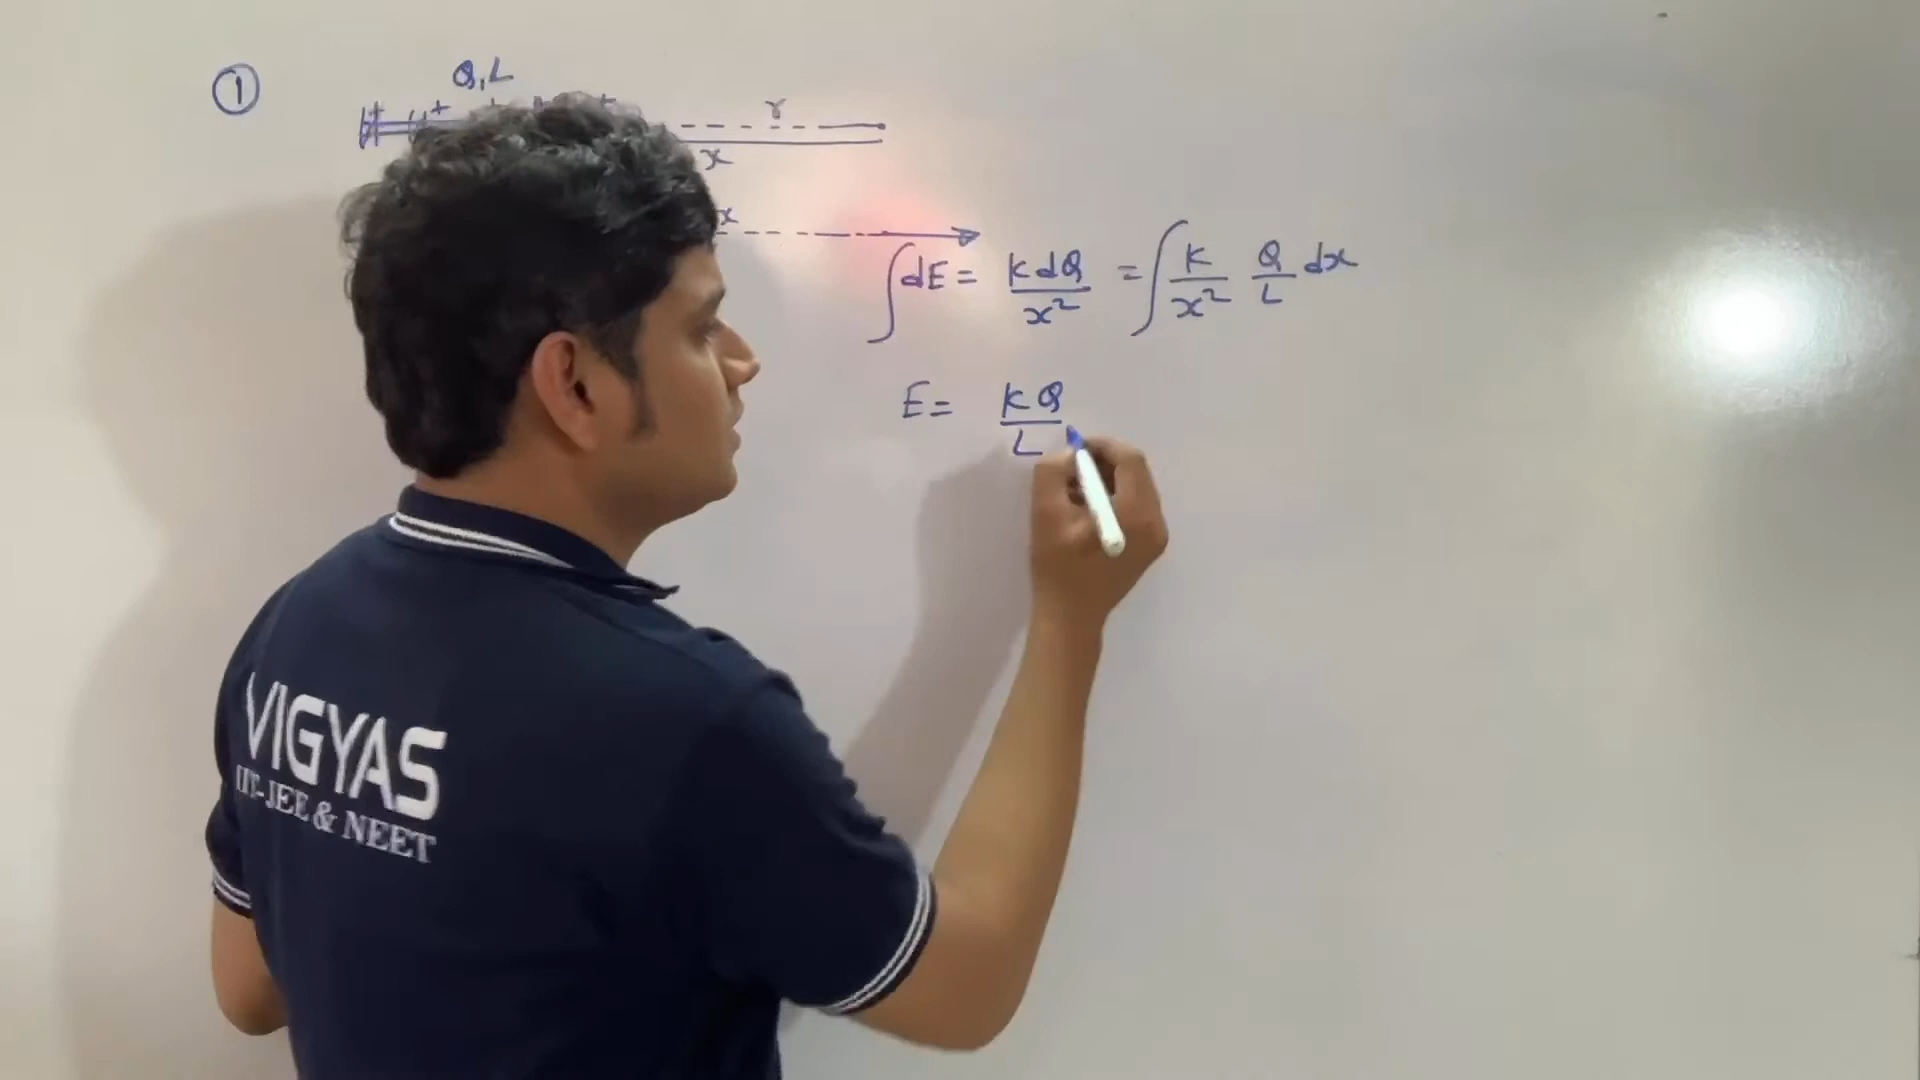 ① Q, L
+ + + + r
x
x
∫dE = KdQ/x² = ∫ K/x² Q/L dx
E = KQ/L
VIGYAS
IIT-JEE & NEET